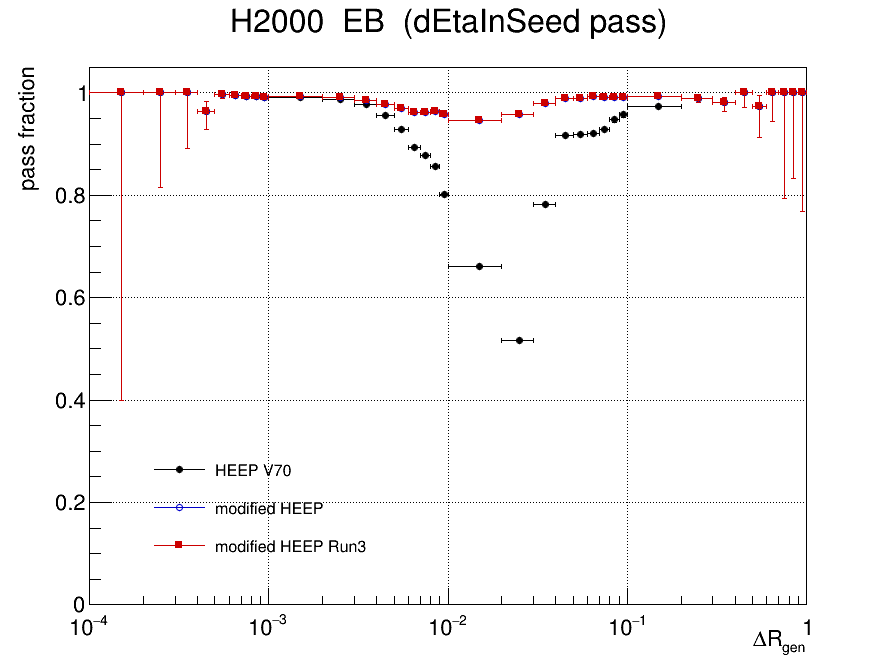 H2000 EB (dEtaInSeed pass)
pass fraction
1
0.8
0.6
0.4
0.2
0
HEEP V70
modified HEEP
modified HEEP Run3
10⁻⁴ 10⁻³ 10⁻² 10⁻¹ 1
ΔR_gen